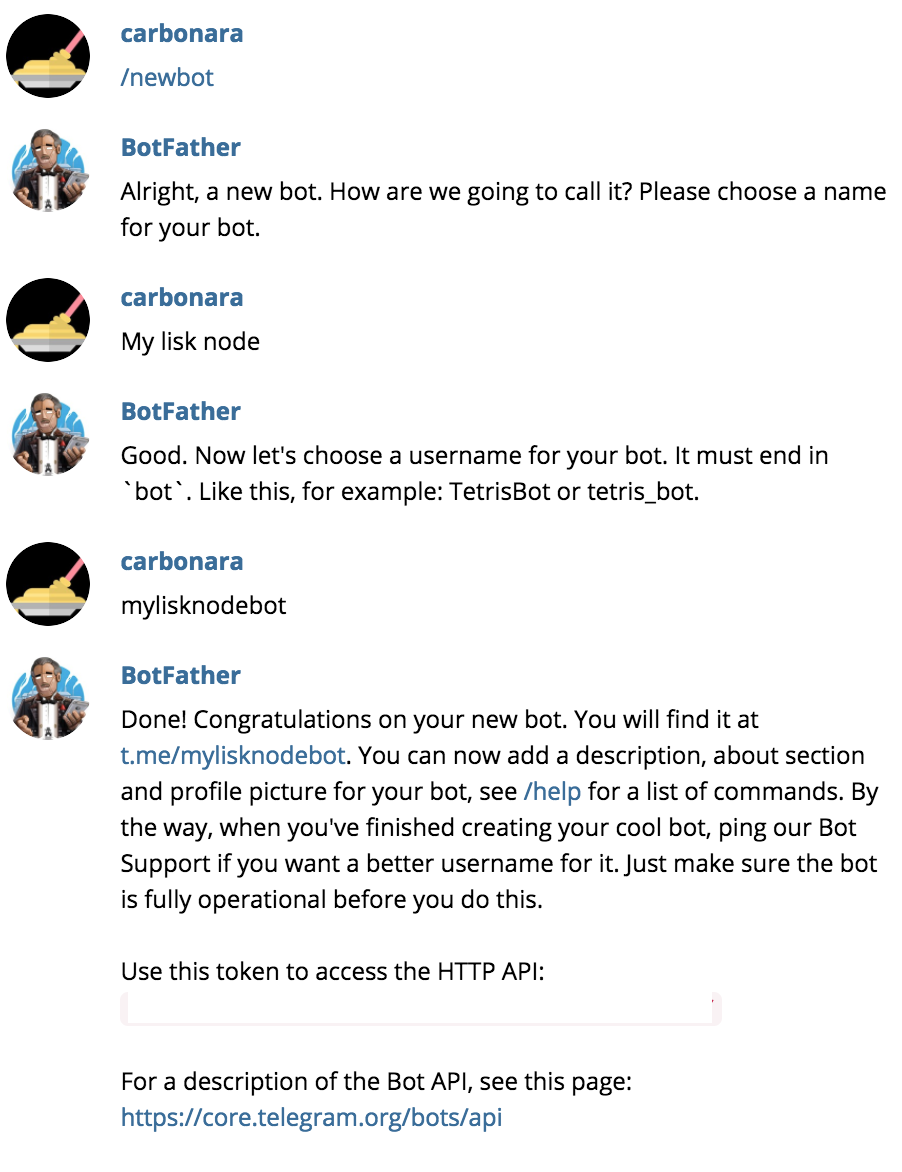 carbonara
/newbot
BotFather
Alright, a new bot. How are we going to call it? Please choose a name
for your bot.
carbonara
My lisk node
BotFather
Good. Now let's choose a username for your bot. It must end in
`bot`. Like this, for example: TetrisBot or tetris_bot.
carbonara
mylisknodebot
BotFather
Done! Congratulations on your new bot. You will find it at
t.me/mylisknodebot. You can now add a description, about section
and profile picture for your bot, see /help for a list of commands. By
the way, when you've finished creating your cool bot, ping our Bot
Support if you want a better username for it. Just make sure the bot
is fully operational before you do this.
Use this token to access the HTTP API:
For a description of the Bot API, see this page:
https://core.telegram.org/bots/api